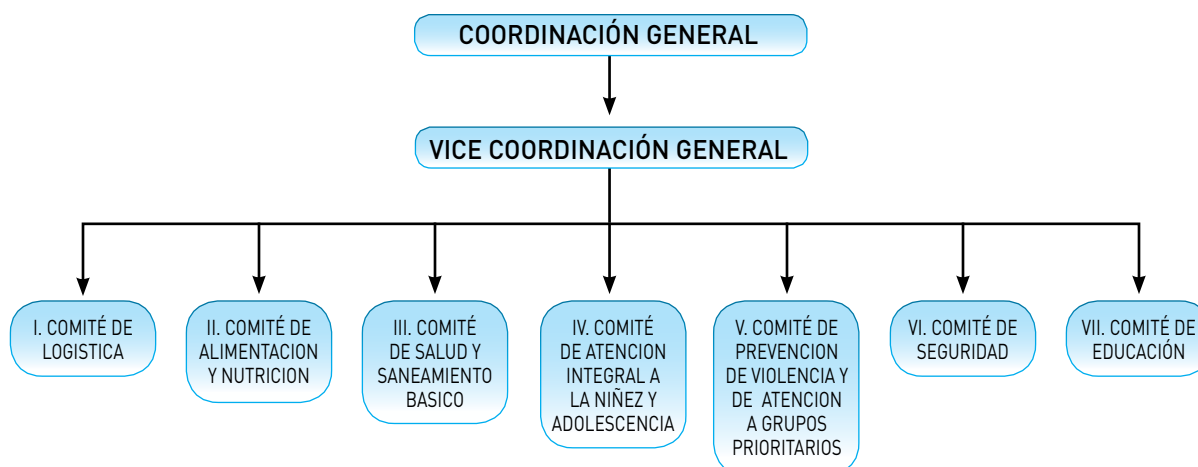 COORDINACIÓN GENERAL
VICE COORDINACIÓN GENERAL
I. COMITÉ DE
LOGISTICA
II. COMITÉ DE
ALIMENTACION
Y NUTRICION
III. COMITÉ
DE SALUD Y
SANEAMIENTO
BASICO
IV. COMITÉ
DE ATENCION
INTEGRAL A
LA NIÑEZ Y
ADOLESCENCIA
V. COMITÉ DE
PREVENCION
DE VIOLENCIA Y
DE ATENCION
A GRUPOS
PRIORITARIOS
VI. COMITÉ DE
SEGURIDAD
VII. COMITÉ DE
EDUCACIÓN